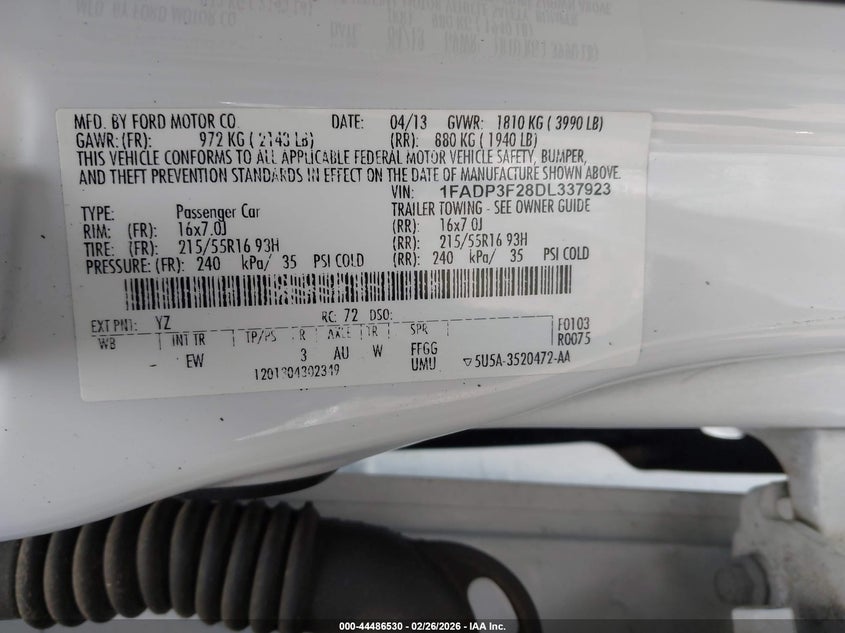 MFD. BY FORD MOTOR CO.
DATE: 04/13 GVWR: 1810 KG ( 3990 LB)
GAWR: (FR): 972 KG ( 2143 LB) (RR): 880 KG ( 1940 LB)
THIS VEHICLE CONFORMS TO ALL APPLICABLE FEDERAL MOTOR VEHICLE SAFETY, BUMPER,
AND THEFT PREVENTION STANDARDS IN EFFECT ON THE DATE OF MANUFACTURE SHOWN ABOVE.
VIN: 1FADP3F28DL337923
TYPE: Passenger Car TRAILER TOWING - SEE OWNER GUIDE
RIM: (FR): 16x7.0J (RR): 16x7.0J
TIRE: (FR): 215/55R16 93H (RR): 215/55R16 93H
PRESSURE: (FR): 240 kPa/ 35 PSI COLD (RR): 240 kPa/ 35 PSI COLD
EXT PNT: YZ RC: 72 DSO: F0103
WB INT TR TP/PS R AXLE TR SPR R0075
EW 3 AU W FFGG
1201304302349 UMU ▽5U5A-3520472-AA
000-44486530 - 02/26/2026 - IAA Inc.